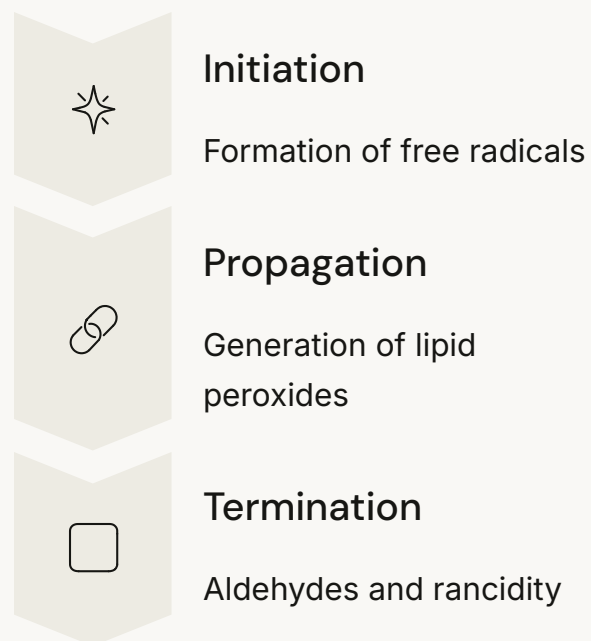 Initiation
Formation of free radicals
Propagation
Generation of lipid
peroxides
Termination
Aldehydes and rancidity